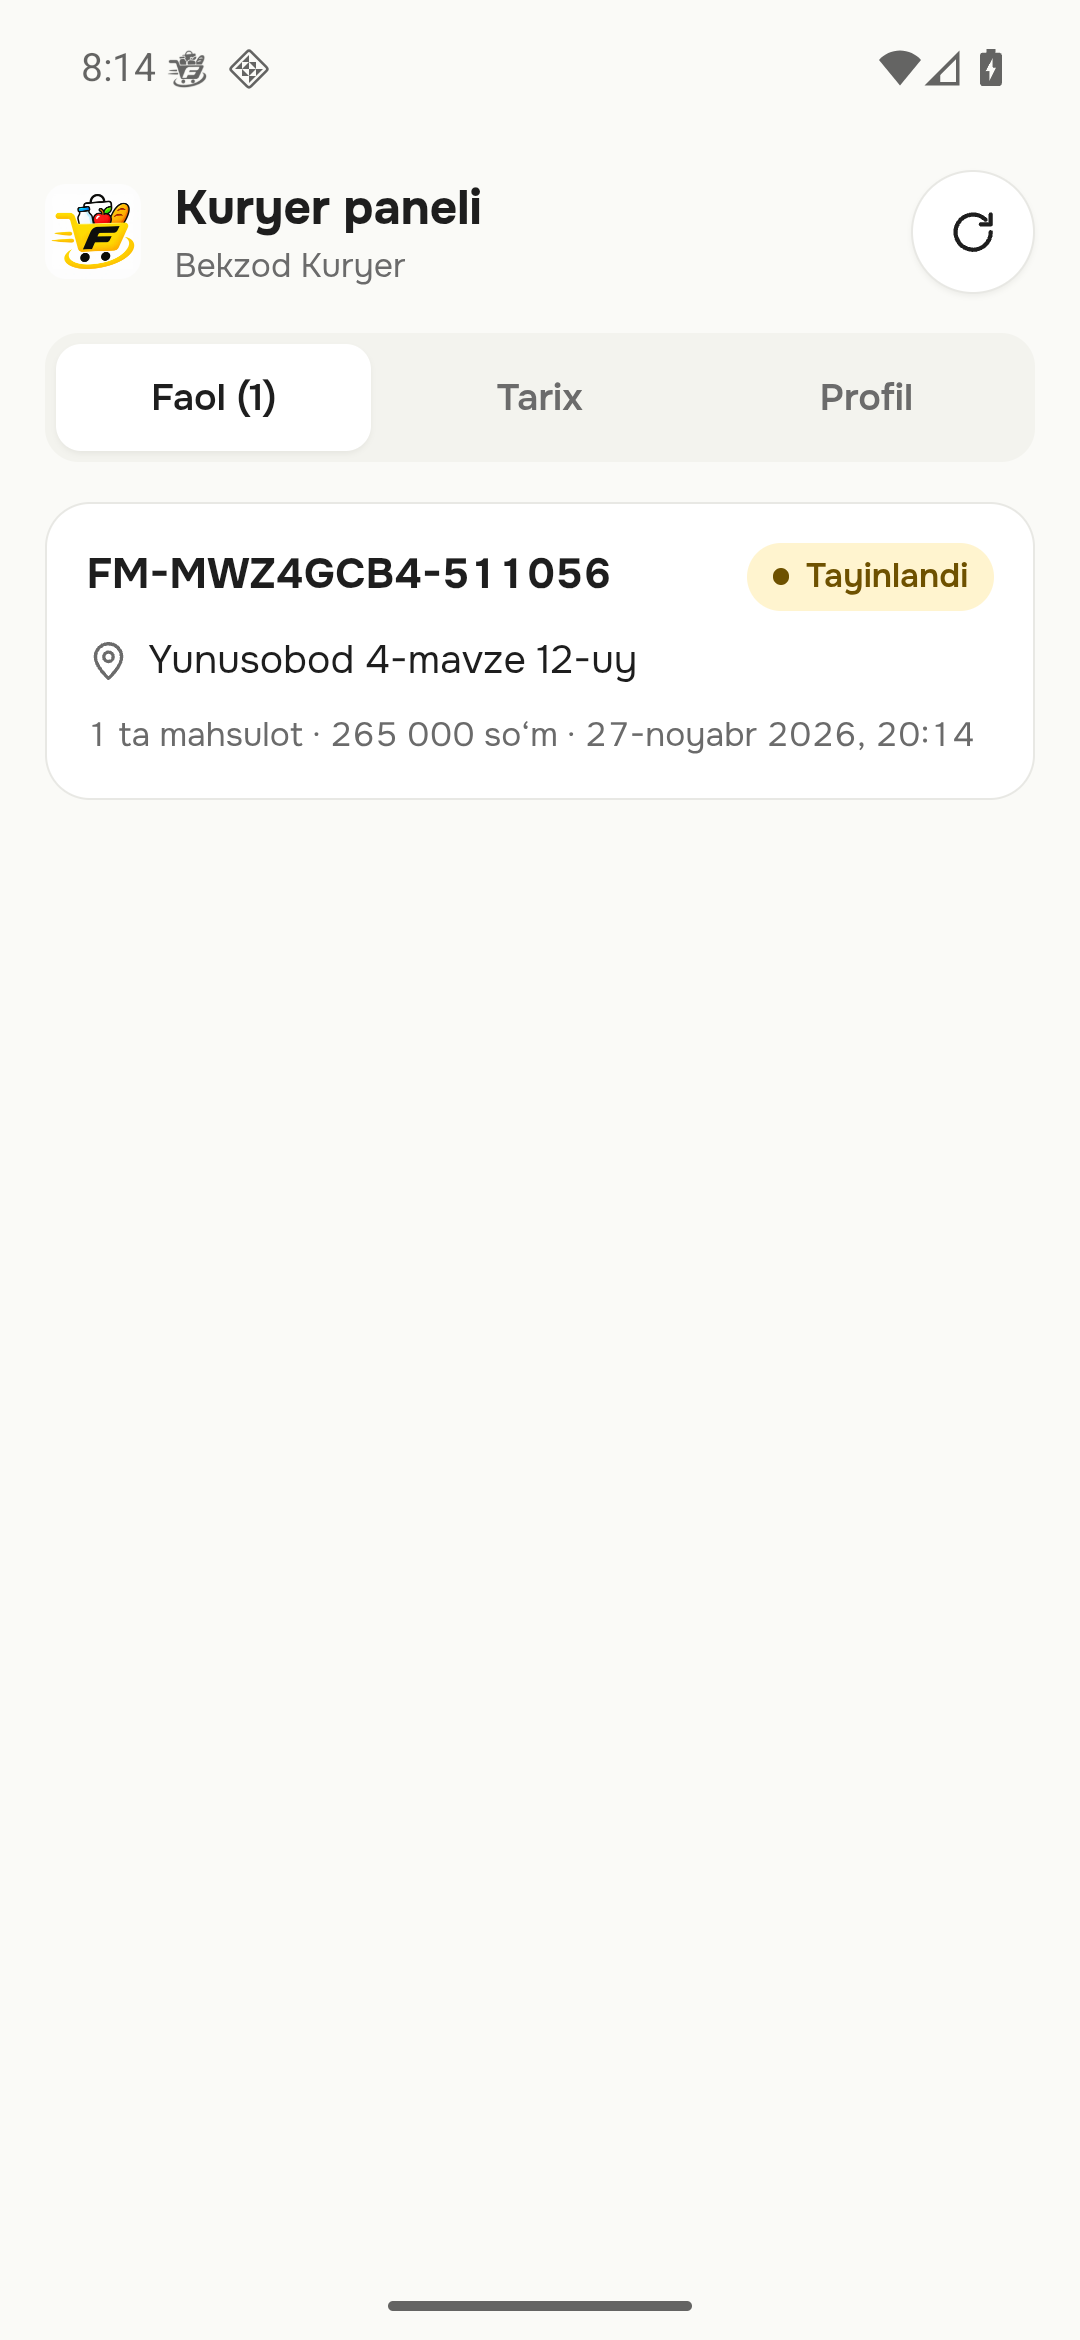 8:14
Kuryer paneli
Bekzod Kuryer
Faol (1)
Tarix
Profil
FM-MWZ4GCB4-511056
Tayinlandi
Yunusobod 4-mavze 12-uy
1 ta mahsulot · 265 000 so‘m · 27-noyabr 2026, 20:14